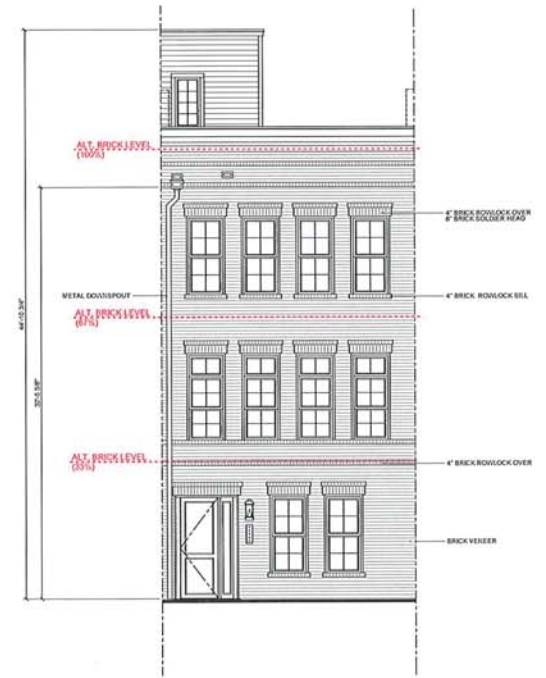 ALT. BRICK LEVEL
(100%)
4" BRICK ROWLOCK OVER
8" BRICK SOLDIER HEAD
METAL DOWNSPOUT
4" BRICK ROWLOCK SILL
ALT. BRICK LEVEL
(67%)
ALT. BRICK LEVEL
(33%)
4" BRICK ROWLOCK OVER
BRICK VENEER